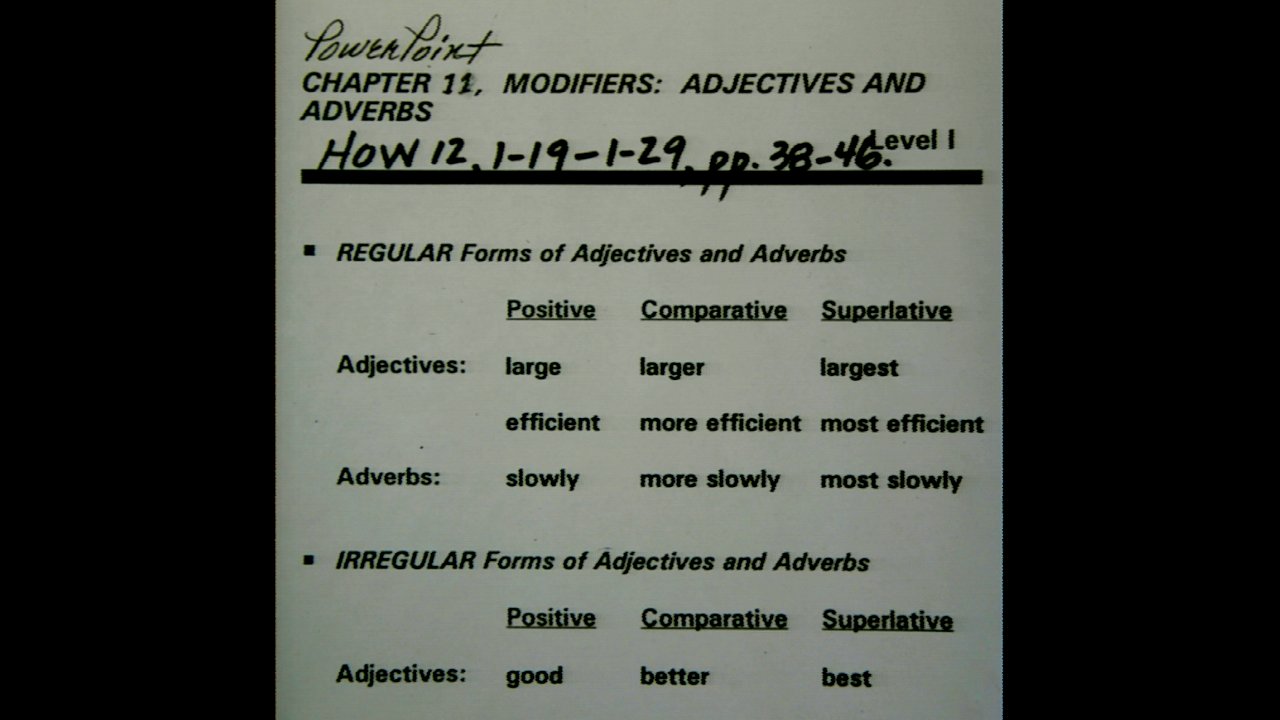 PowerPoint
CHAPTER 11, MODIFIERS: ADJECTIVES AND
ADVERBS
HOW 12, 1-19-1-29, pp. 38-46. Level I
▪ REGULAR Forms of Adjectives and Adverbs
Positive Comparative Superlative
Adjectives: large larger largest
efficient more efficient most efficient
Adverbs: slowly more slowly most slowly
▪ IRREGULAR Forms of Adjectives and Adverbs
Positive Comparative Superlative
Adjectives: good better best